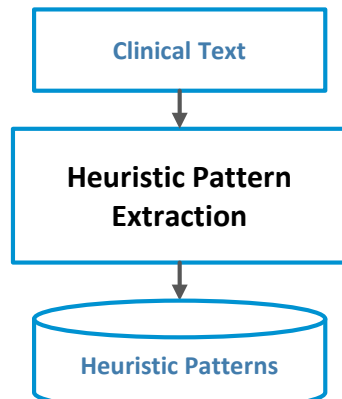 Clinical Text
Heuristic Pattern
Extraction
Heuristic Patterns